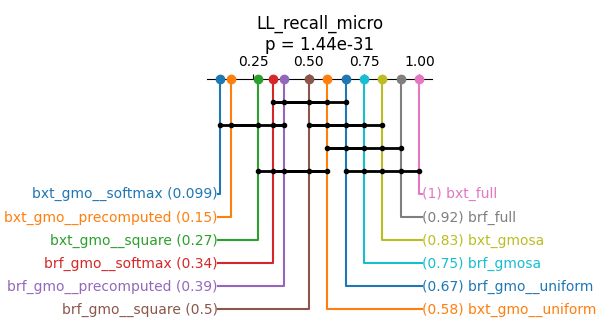 LL_recall_micro
p = 1.44e-31
0.25 0.50 0.75 1.00
bxt_gmo__softmax (0.099) (1) bxt_full
bxt_gmo__precomputed (0.15) (0.92) brf_full
bxt_gmo__square (0.27) (0.83) bxt_gmosa
brf_gmo__softmax (0.34) (0.75) brf_gmosa
brf_gmo__precomputed (0.39) (0.67) brf_gmo__uniform
brf_gmo__square (0.5) (0.58) bxt_gmo__uniform